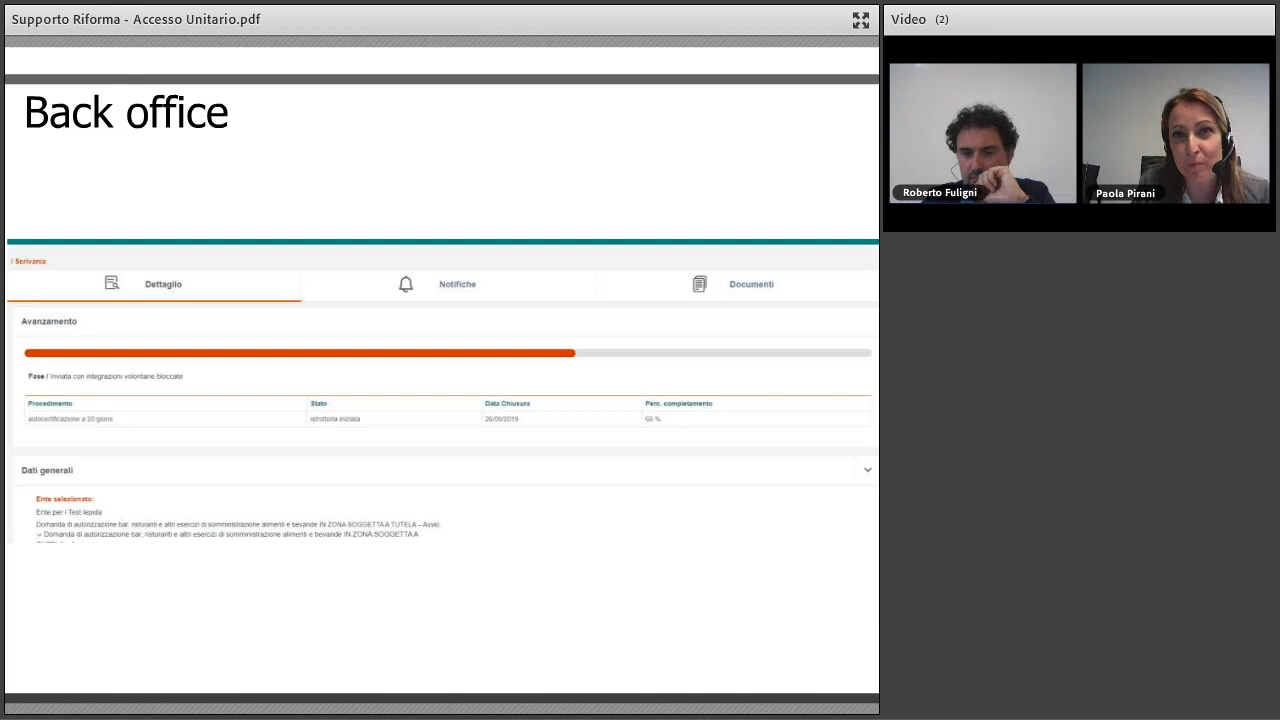 Supporto Riforma - Accesso Unitario.pdf
Video (2)
Roberto Fuligni
Paola Pirani
Back office
/ Scrivania
Dettaglio
Notifiche
Documenti
Avanzamento
Fase / Inviata con integrazioni volontarie bloccate
Procedimento Stato Data Chiusura Perc. completamento
autocertificazione a 20 giorni istruttoria iniziata 26/09/2019 65 %
Dati generali
Ente selezionato:
Ente per i Test lepida
Domanda di autorizzazione bar, ristoranti e altri esercizi di somministrazione alimenti e bevande IN ZONA SOGGETTA A TUTELA – Avvio:
Domanda di autorizzazione bar, ristoranti e altri esercizi di somministrazione alimenti e bevande IN ZONA SOGGETTA A